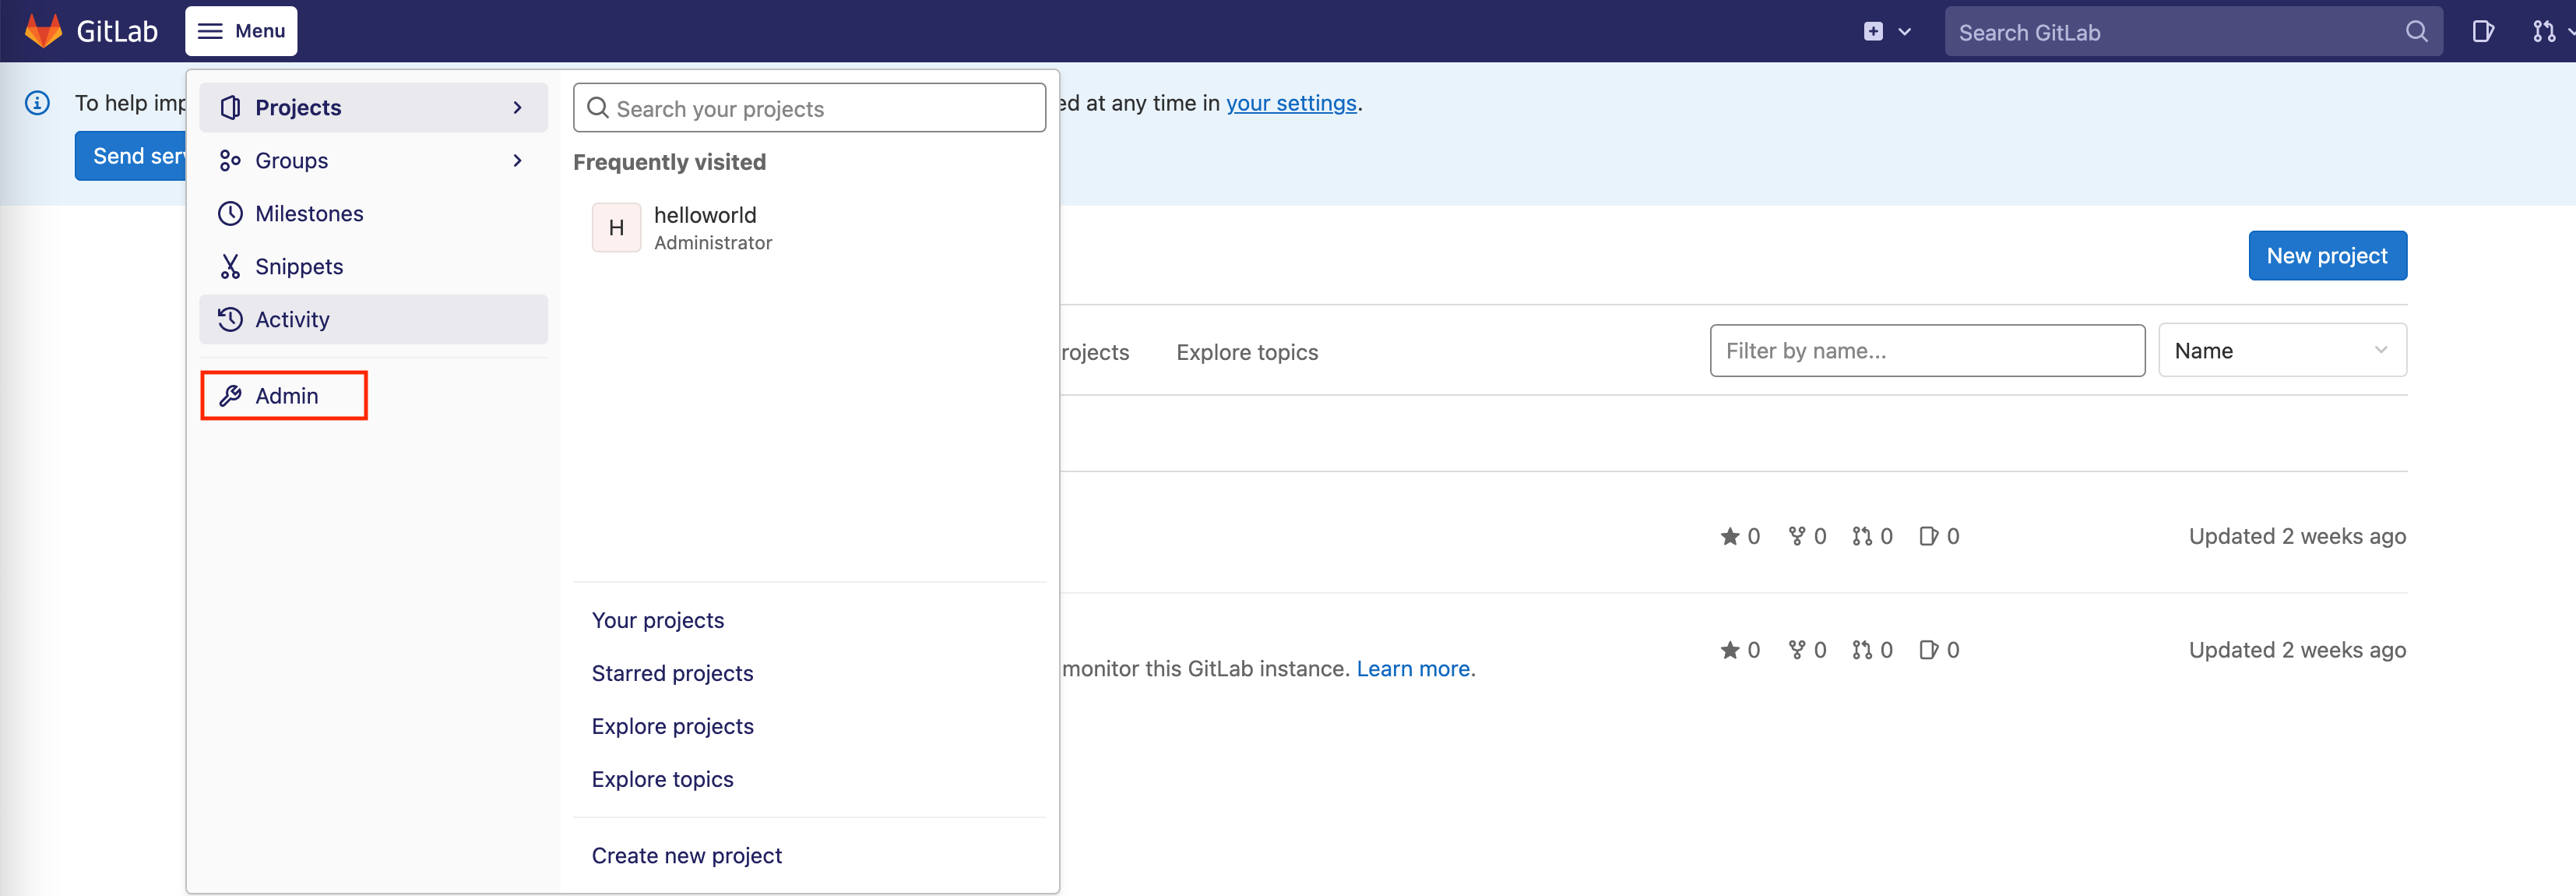 GitLab
Menu
Search GitLab
To help imp
ed at any time in your settings.
Send serv
Projects
Groups
Milestones
Snippets
Activity
Admin
Search your projects
Frequently visited
H
helloworld
Administrator
Your projects
Starred projects
Explore projects
Explore topics
Create new project
New project
rojects
Explore topics
Filter by name...
Name
0 0 0 0
Updated 2 weeks ago
monitor this GitLab instance. Learn more.
0 0 0 0
Updated 2 weeks ago